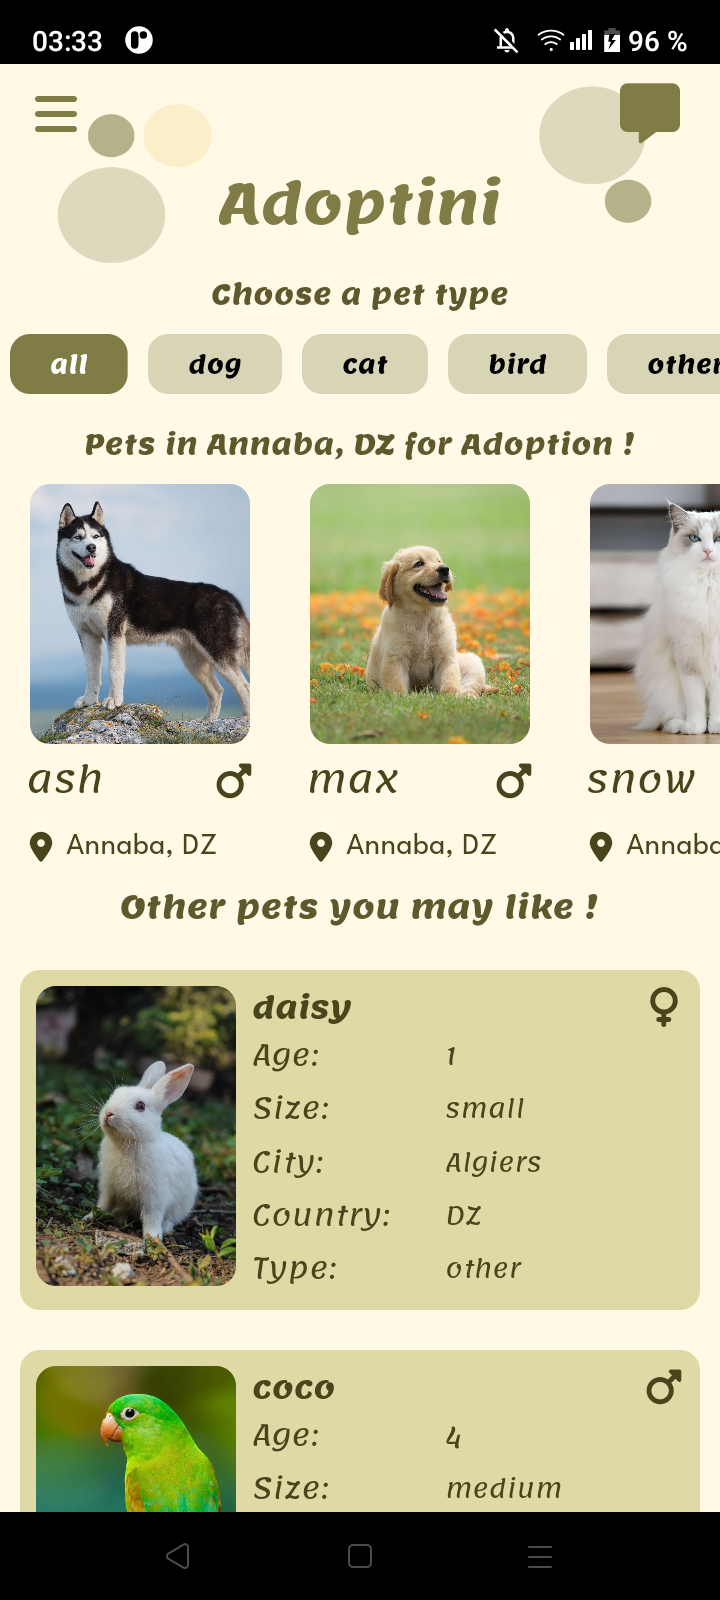 03:33 96 %
Adoptini
Choose a pet type
all dog cat bird other
Pets in Annaba, DZ for Adoption !
ash max snow
Annaba, DZ Annaba, DZ Annaba
Other pets you may like !
daisy
Age: 1
Size: small
City: Algiers
Country: DZ
Type: other
coco
Age: 4
Size: medium